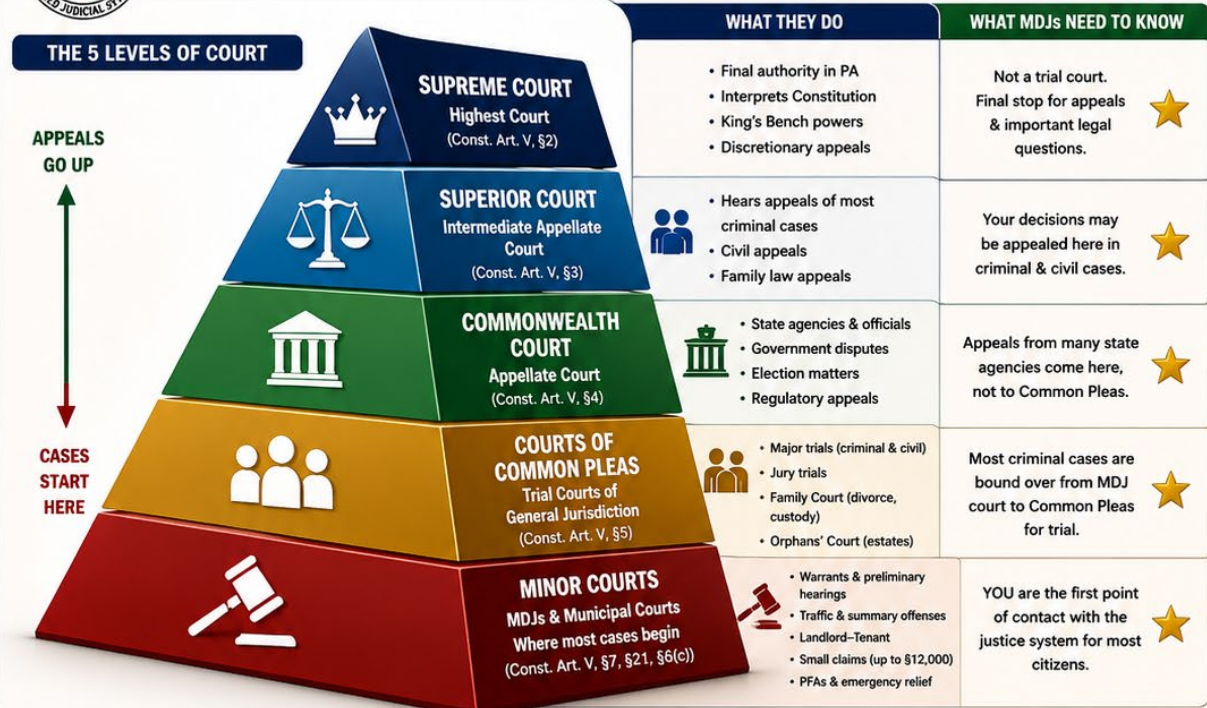 ED JUDICIAL SY
THE 5 LEVELS OF COURT
APPEALS
GO UP
CASES
START
HERE
SUPREME COURT
Highest Court
(Const. Art. V, §2)
SUPERIOR COURT
Intermediate Appellate
Court
(Const. Art. V, §3)
COMMONWEALTH
COURT
Appellate Court
(Const. Art. V, §4)
COURTS OF
COMMON PLEAS
Trial Courts of
General Jurisdiction
(Const. Art. V, §5)
MINOR COURTS
MDJs & Municipal Courts
Where most cases begin
(Const. Art. V, §7, §21, §6(c))
WHAT THEY DO
• Final authority in PA
• Interprets Constitution
• King's Bench powers
• Discretionary appeals
• Hears appeals of most
criminal cases
• Civil appeals
• Family law appeals
• State agencies & officials
• Government disputes
• Election matters
• Regulatory appeals
• Major trials (criminal & civil)
• Jury trials
• Family Court (divorce,
custody)
• Orphans' Court (estates)
• Warrants & preliminary
hearings
• Traffic & summary offenses
• Landlord–Tenant
• Small claims (up to §12,000)
• PFAs & emergency relief
WHAT MDJs NEED TO KNOW
Not a trial court.
Final stop for appeals
& important legal
questions.
Your decisions may
be appealed here in
criminal & civil cases.
Appeals from many state
agencies come here,
not to Common Pleas.
Most criminal cases are
bound over from MDJ
court to Common Pleas
for trial.
YOU are the first point
of contact with the
justice system for most
citizens.